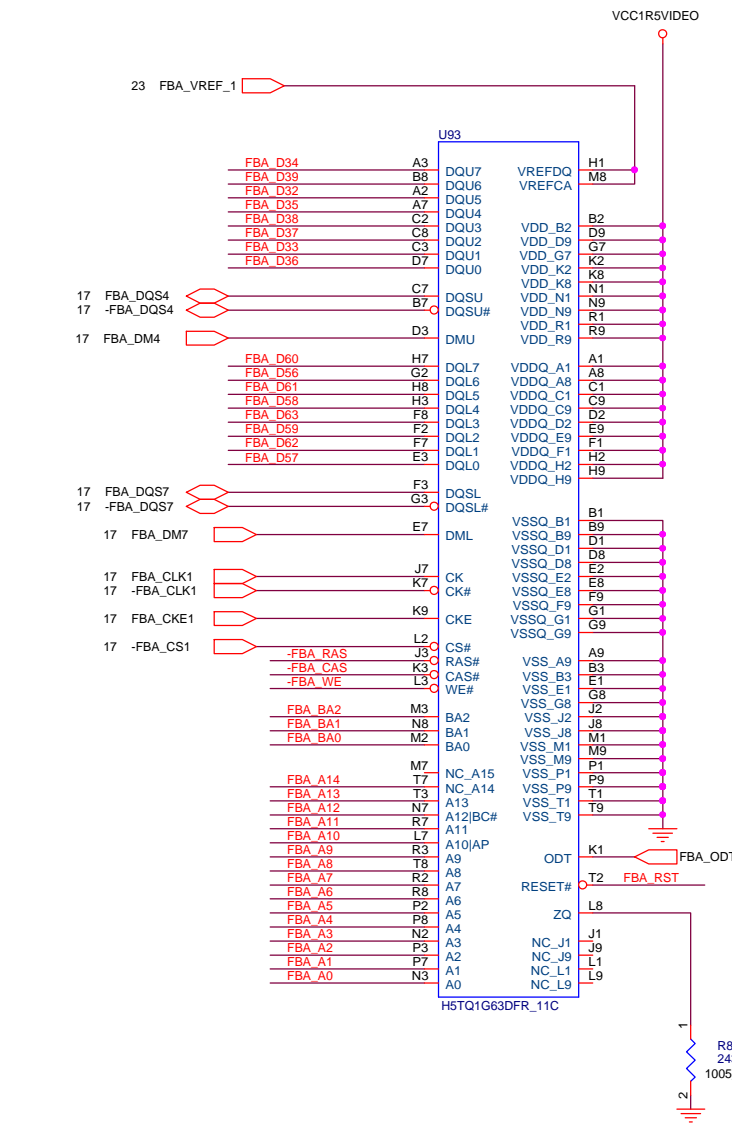 VCC1R5VIDEO
23 FBA_VREF_1
U93
FBA_D34 A3 DQU7 VREFDQ H1
FBA_D39 B8 DQU6 VREFCA M8
FBA_D32 A2 DQU5
FBA_D35 A7 DQU4
FBA_D38 C2 DQU3 VDD_B2 B2
FBA_D37 C8 DQU2 VDD_D9 D9
FBA_D33 C3 DQU1 VDD_G7 G7
FBA_D36 D7 DQU0 VDD_K2 K2
VDD_K8 K8
17 FBA_DQS4 C7 DQSU VDD_N1 N1
17 -FBA_DQS4 B7 DQSU# VDD_N9 N9
VDD_R1 R1
17 FBA_DM4 D3 DMU VDD_R9 R9
FBA_D60 H7 DQL7 VDDQ_A1 A1
FBA_D56 G2 DQL6 VDDQ_A8 A8
FBA_D61 H8 DQL5 VDDQ_C1 C1
FBA_D58 H3 DQL4 VDDQ_C9 C9
FBA_D63 F8 DQL3 VDDQ_D2 D2
FBA_D59 F2 DQL2 VDDQ_E9 E9
FBA_D62 F7 DQL1 VDDQ_F1 F1
FBA_D57 E3 DQL0 VDDQ_H2 H2
VDDQ_H9 H9
17 FBA_DQS7 F3 DQSL
17 -FBA_DQS7 G3 DQSL#
VSSQ_B1 B1
17 FBA_DM7 E7 DML VSSQ_B9 B9
VSSQ_D1 D1
VSSQ_D8 D8
17 FBA_CLK1 J7 CK VSSQ_E2 E2
17 -FBA_CLK1 K7 CK# VSSQ_E8 E8
VSSQ_F9 F9
17 FBA_CKE1 K9 CKE VSSQ_G1 G1
VSSQ_G9 G9
17 -FBA_CS1 L2 CS#
-FBA_RAS J3 RAS# VSS_A9 A9
-FBA_CAS K3 CAS# VSS_B3 B3
-FBA_WE L3 WE# VSS_E1 E1
VSS_G8 G8
FBA_BA2 M3 BA2 VSS_J2 J2
FBA_BA1 N8 BA1 VSS_J8 J8
FBA_BA0 M2 BA0 VSS_M1 M1
VSS_M9 M9
M7 NC_A15 VSS_P1 P1
FBA_A14 T7 NC_A14 VSS_P9 P9
FBA_A13 T3 A13 VSS_T1 T1
FBA_A12 N7 A12|BC# VSS_T9 T9
FBA_A11 R7 A11
FBA_A10 L7 A10|AP
FBA_A9 R3 A9 ODT K1 FBA_ODT
FBA_A8 T8 A8
FBA_A7 R2 A7 RESET# T2 FBA_RST
FBA_A6 R8 A6
FBA_A5 P2 A5 ZQ L8
FBA_A4 P8 A4
FBA_A3 N2 A3 NC_J1 J1
FBA_A2 P3 A2 NC_J9 J9
FBA_A1 P7 A1 NC_L1 L1
FBA_A0 N3 A0 NC_L9 L9
H5TQ1G63DFR_11C
1
R8
1005
2